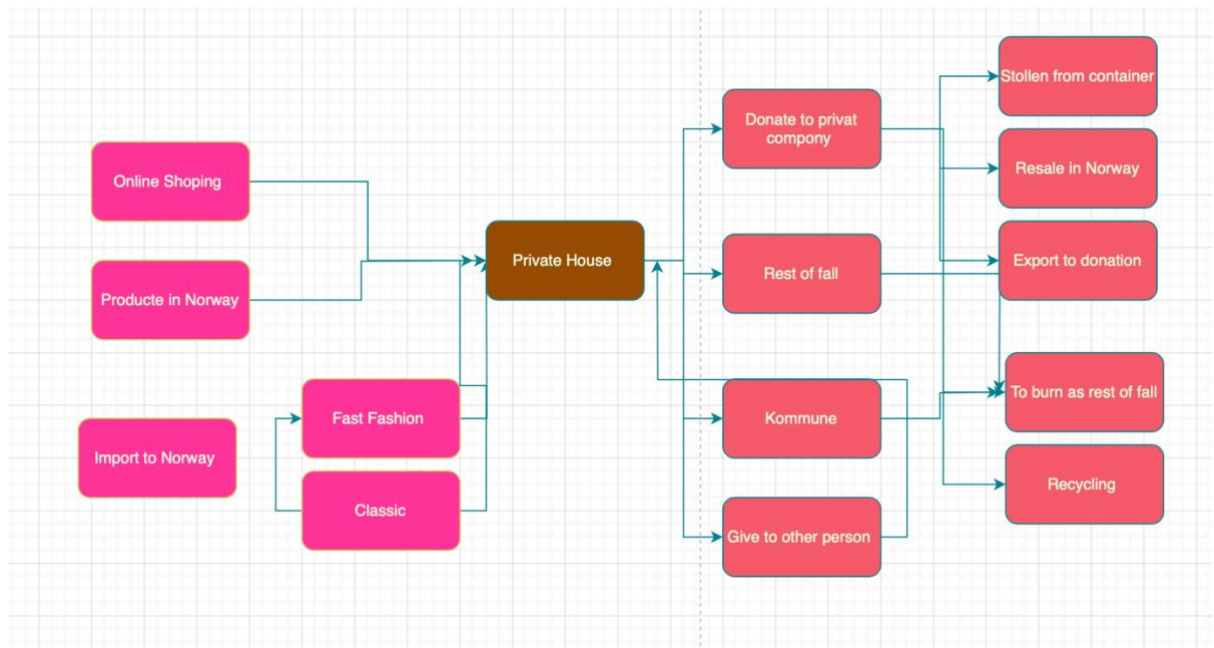 Online Shoping
Producte in Norway
Import to Norway
Fast Fashion
Classic
Private House
Donate to privat
compony
Rest of fall
Kommune
Give to other person
Stollen from container
Resale in Norway
Export to donation
To burn as rest of fall
Recycling